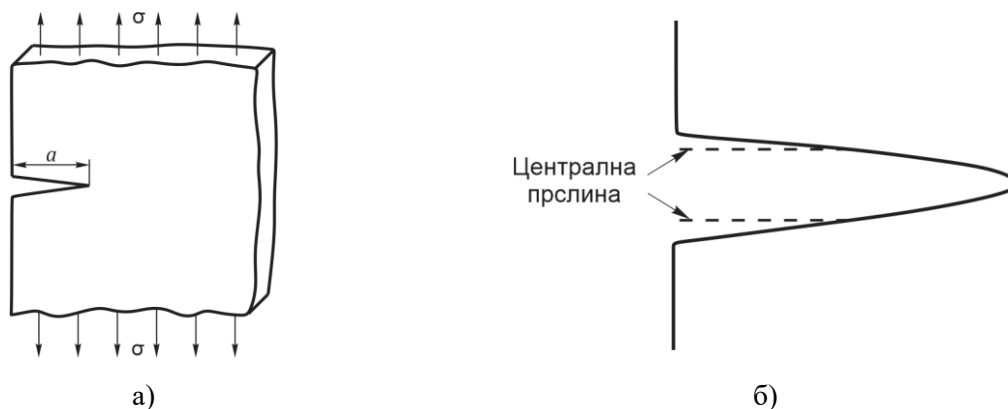 σ
a
σ
Централна
прслина
а)
б)